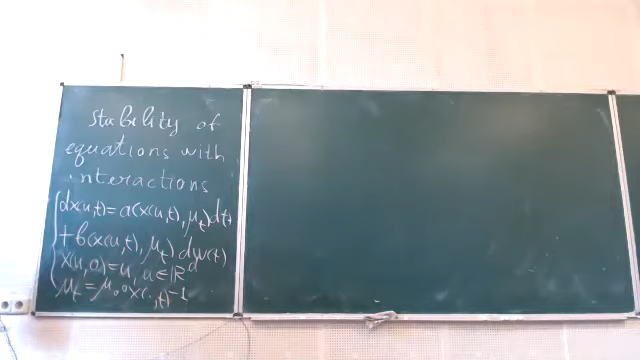 stability of
equations with
interactions
dx(u,t) = a(x(u,t), μ_t)dt +
+ b(x(u,t), μ_t) dw(t)
x(u,0) = u, u ∈ ℝ^d
μ_t = μ_0 ∘ x(·,t)^{-1}